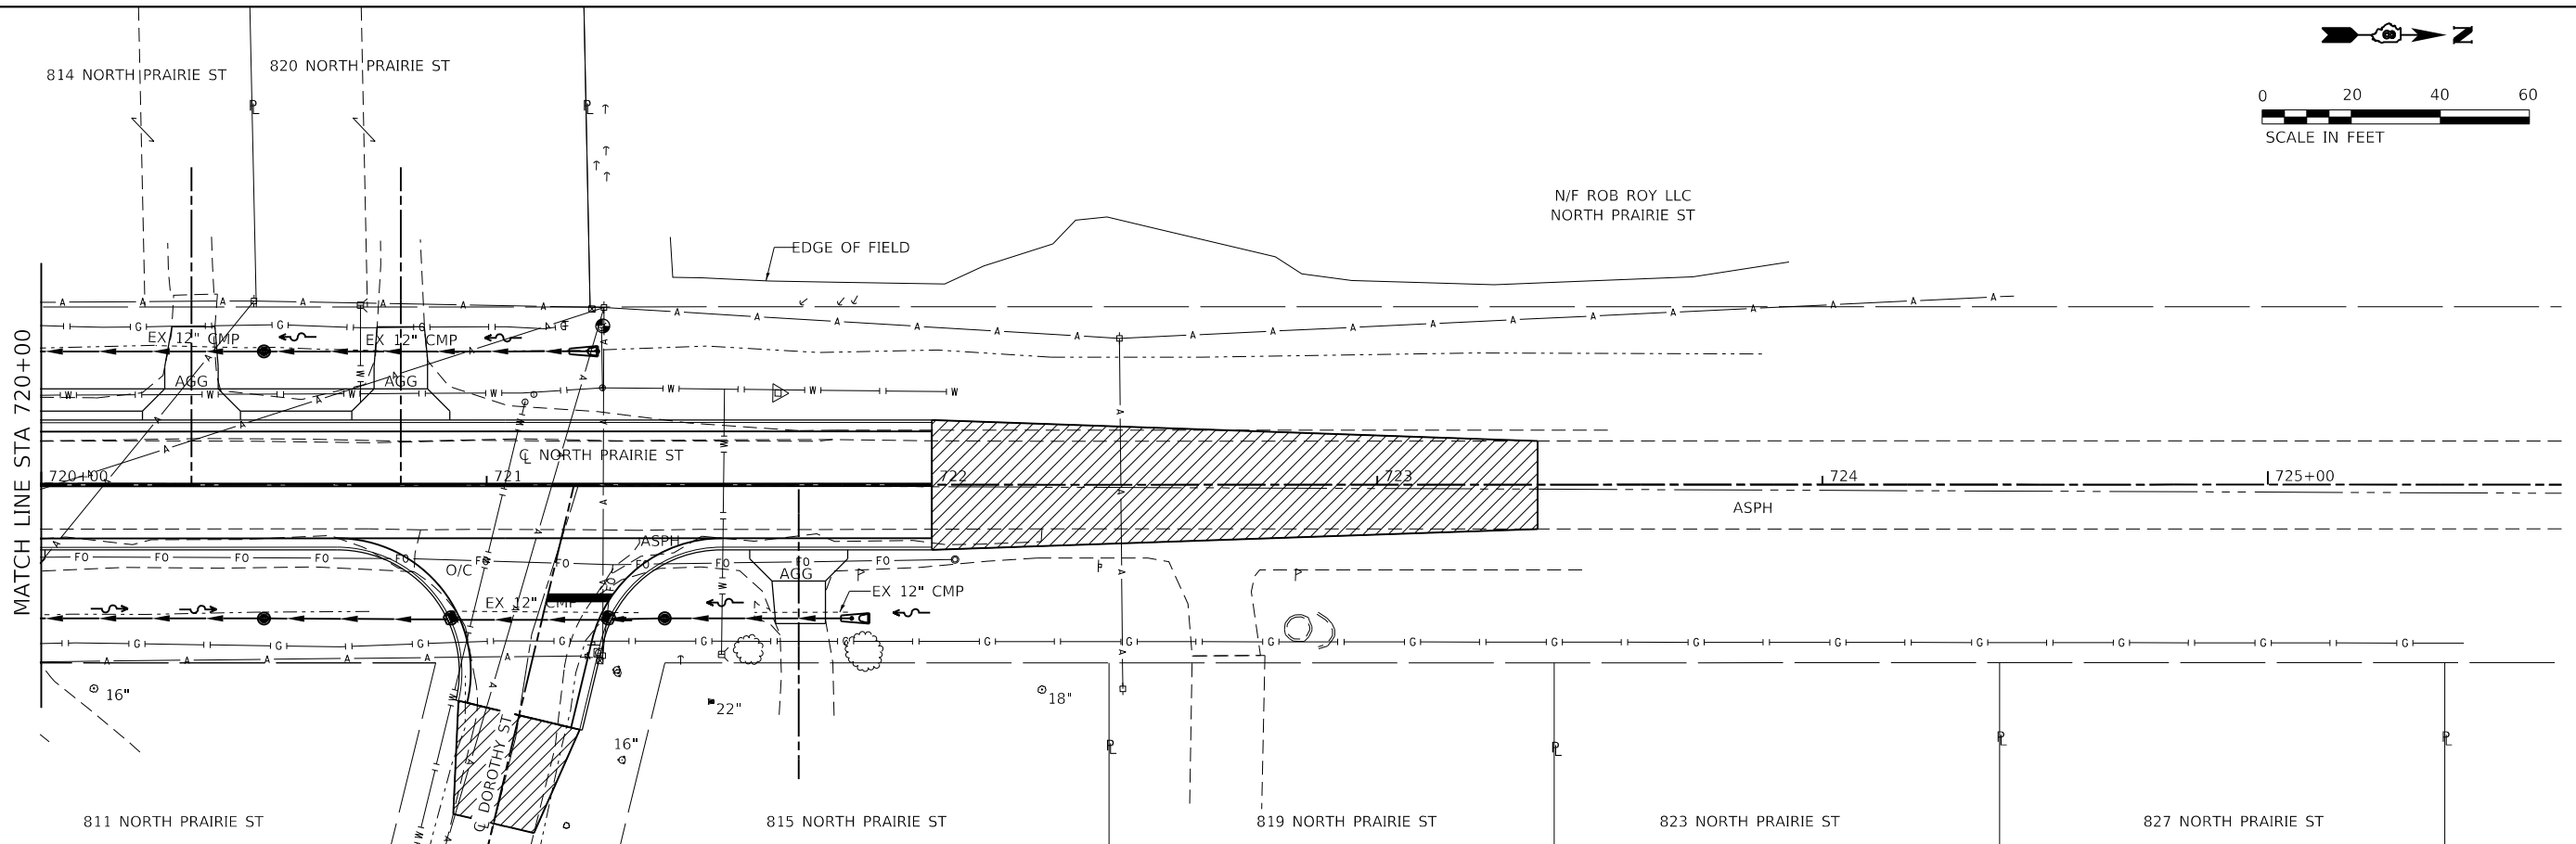 814 NORTH PRAIRIE ST
820 NORTH PRAIRIE ST
N
0 20 40 60
SCALE IN FEET
N/F ROB ROY LLC
NORTH PRAIRIE ST
EDGE OF FIELD
MATCH LINE STA 720+00
EX 12" CMP
EX 12" CMP
AGG
AGG
℄ NORTH PRAIRIE ST
720+00
721
722
723
724
725+00
ASPH
ASPH
O/C
AGG
EX 12" CMP
EX 12" CMP
16"
22"
18"
16"
℄ DOROTHY ST
811 NORTH PRAIRIE ST
815 NORTH PRAIRIE ST
819 NORTH PRAIRIE ST
823 NORTH PRAIRIE ST
827 NORTH PRAIRIE ST